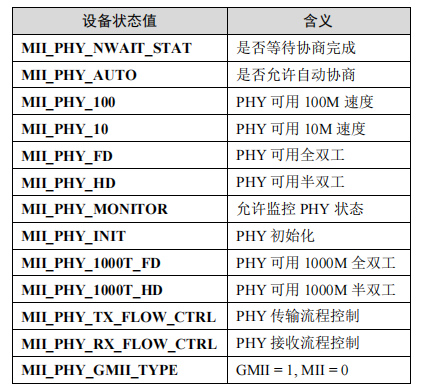 设备状态值 含义
MII_PHY_NWAIT_STAT 是否等待协商完成
MII_PHY_AUTO 是否允许自动协商
MII_PHY_100 PHY 可用 100M 速度
MII_PHY_10 PHY 可用 10M 速度
MII_PHY_FD PHY 可用全双工
MII_PHY_HD PHY 可用半双工
MII_PHY_MONITOR 允许监控 PHY 状态
MII_PHY_INIT PHY 初始化
MII_PHY_1000T_FD PHY 可用 1000M 全双工
MII_PHY_1000T_HD PHY 可用 1000M 半双工
MII_PHY_TX_FLOW_CTRL PHY 传输流程控制
MII_PHY_RX_FLOW_CTRL PHY 接收流程控制
MII_PHY_GMII_TYPE GMII = 1, MII = 0